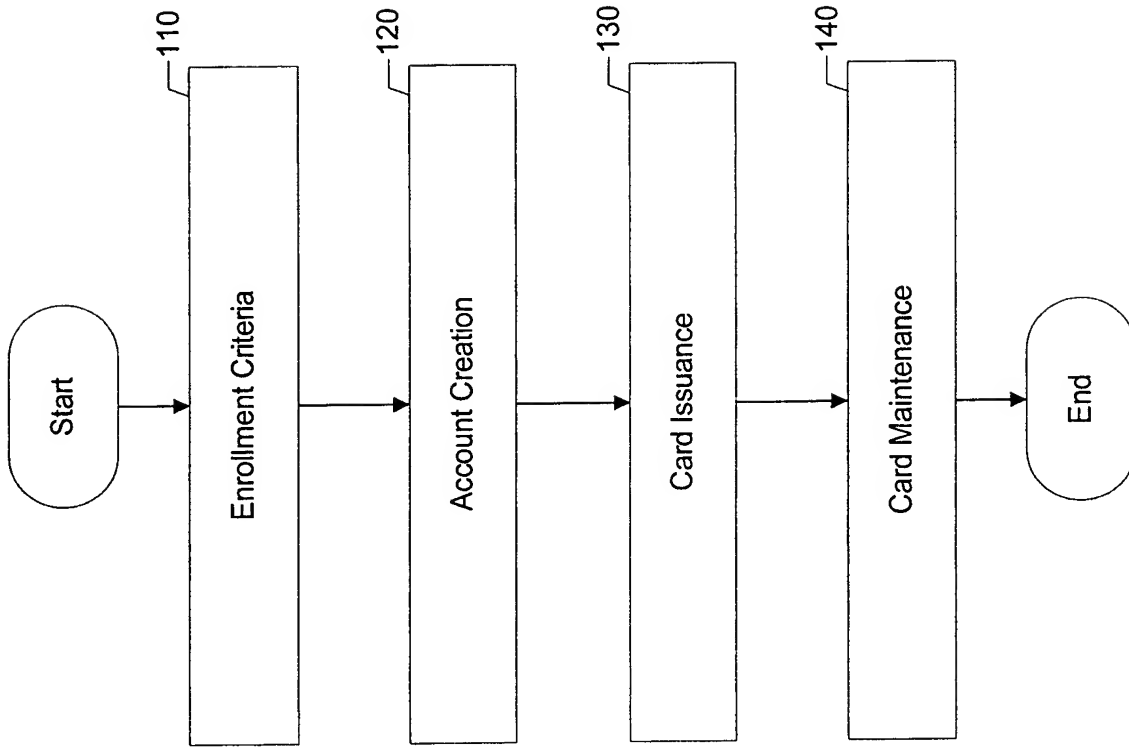 Start
110
Enrollment Criteria
120
Account Creation
130
Card Issuance
140
Card Maintenance
End